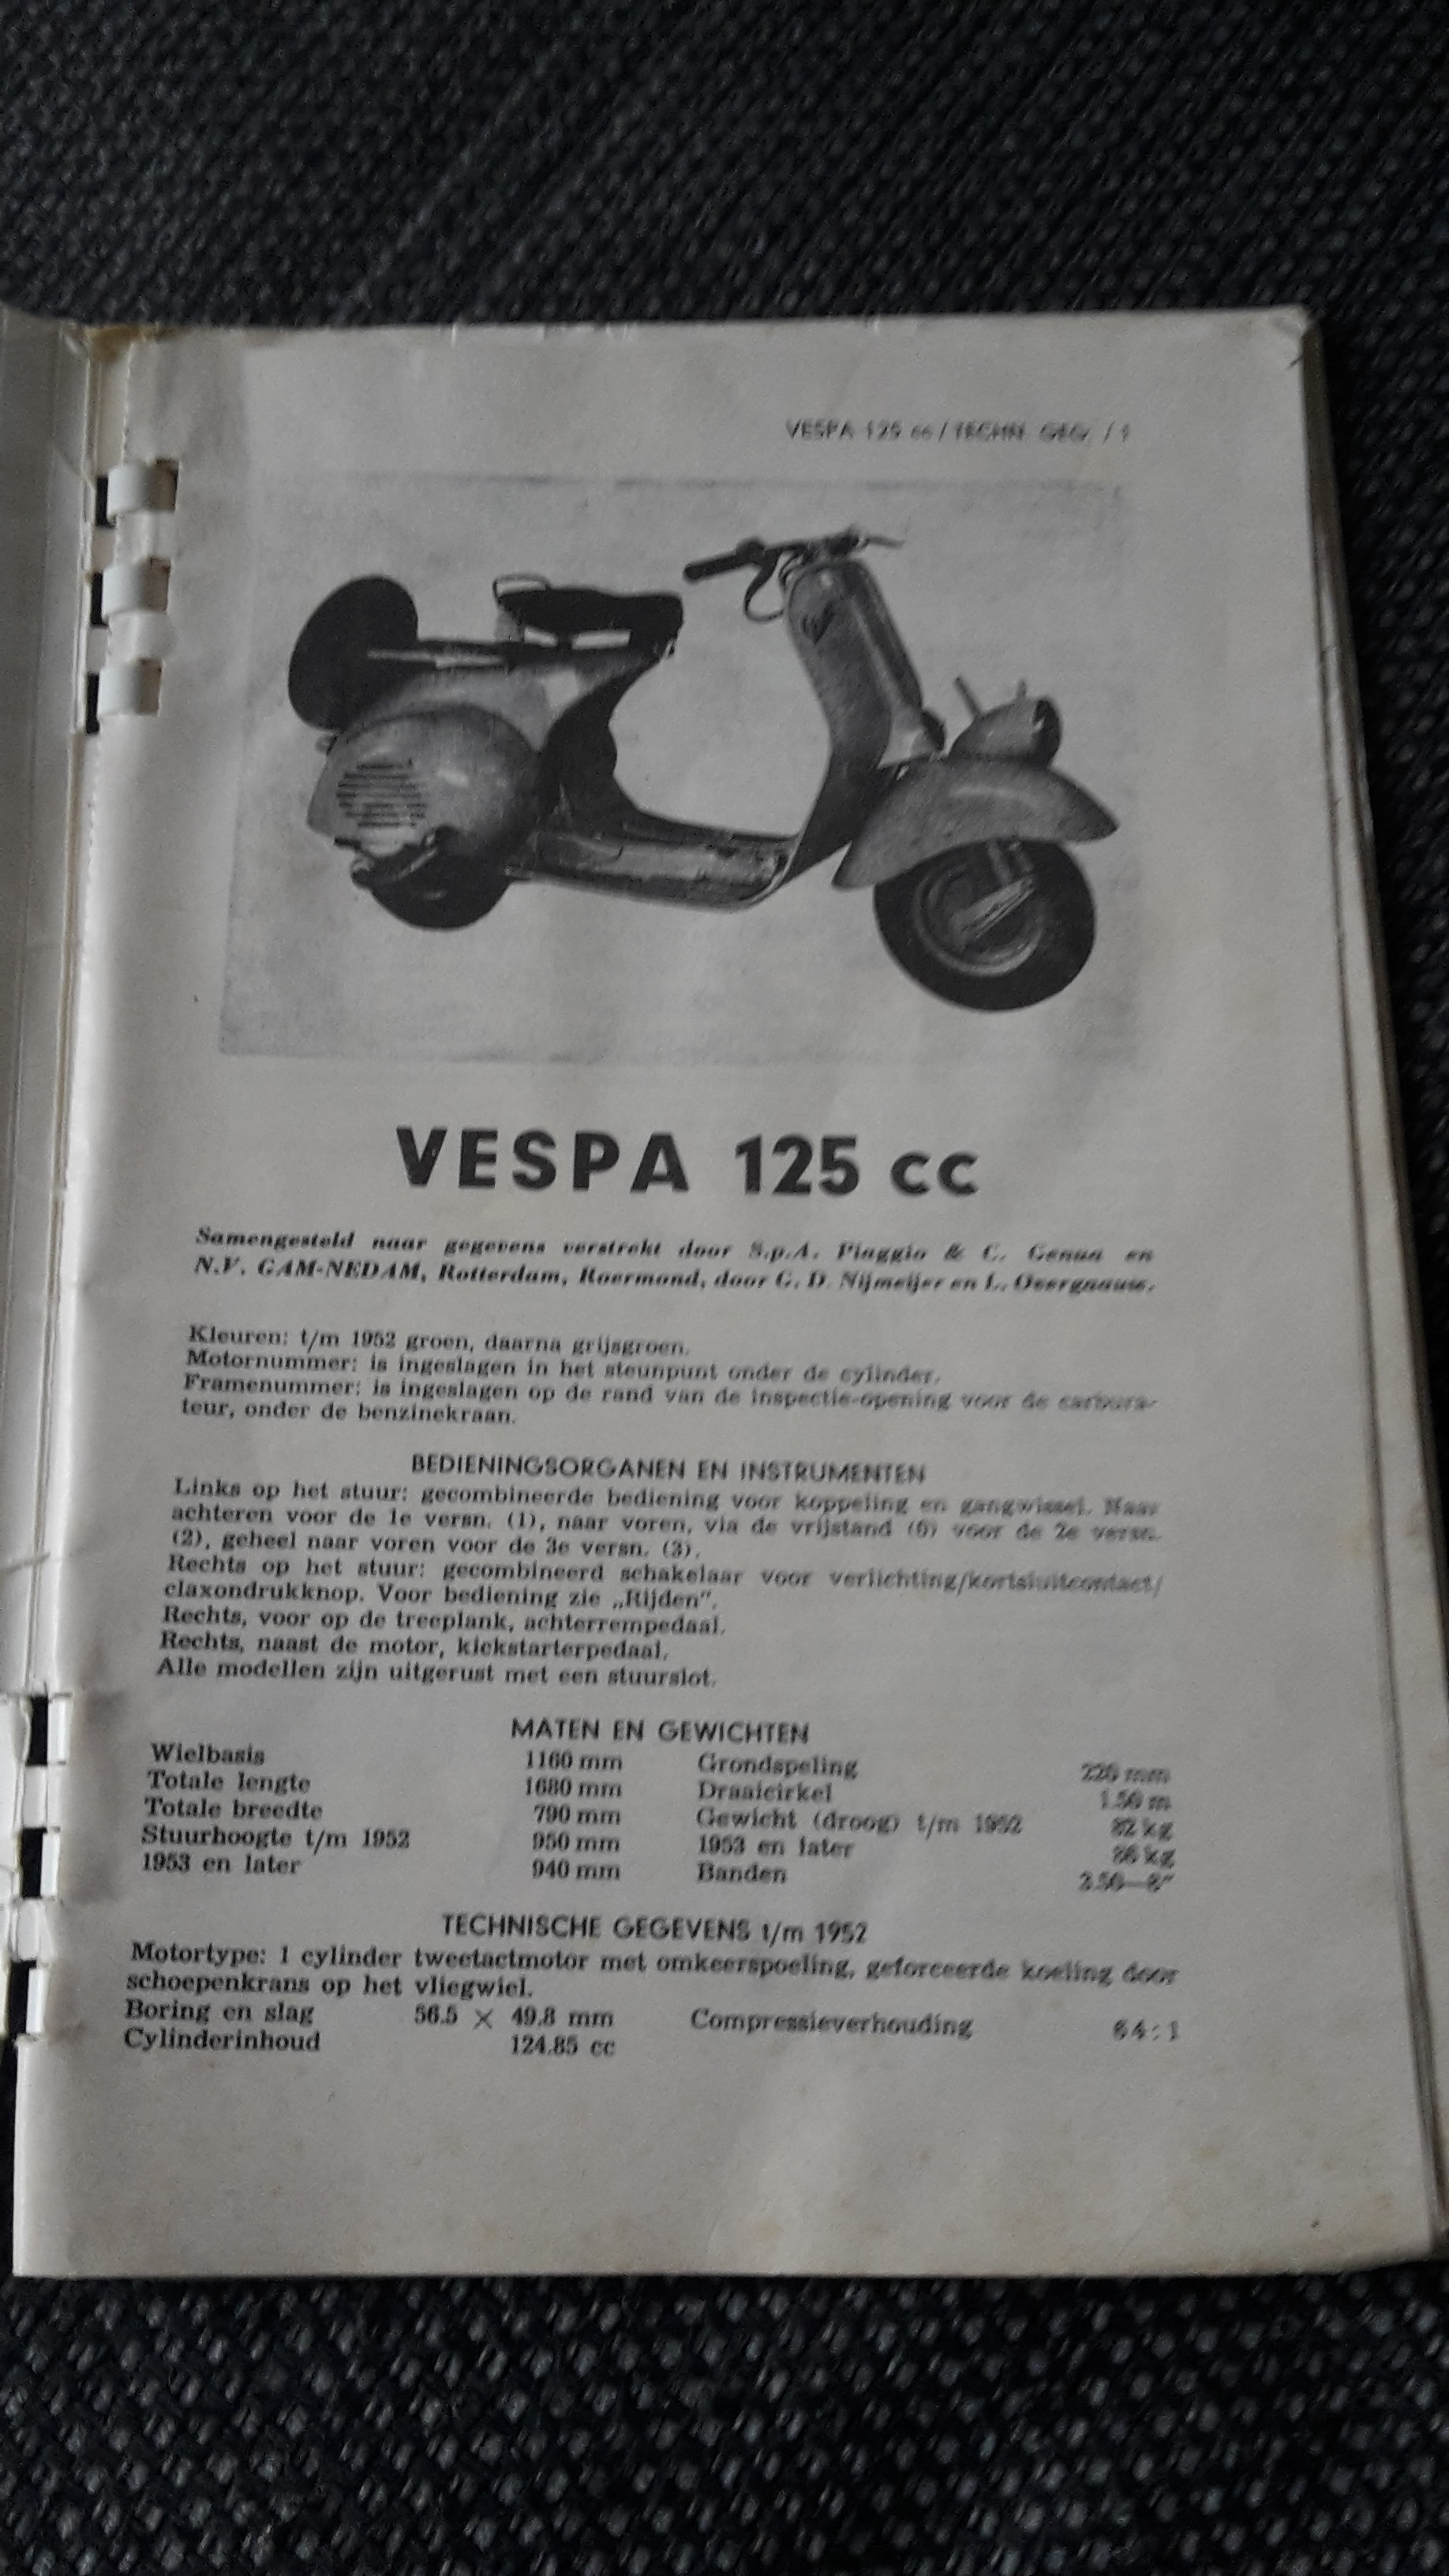 VESPA 125 cc / TECHN. GEG. / 1
VESPA 125 cc
Samengesteld naar gegevens verstrekt door S.p.A. Piaggio & C. Genua en
N.V. GAM-NEDAM, Rotterdam, Roermond, door G. D. Nijmeijer en L.
Kleuren: t/m 1952 groen, daarna grijsgroen.
Motornummer: is ingeslagen in het steunpunt onder de cylinder.
Framenummer: is ingeslagen op de rand van de inspectie-opening voor de carbura-
teur, onder de benzinekraan.
BEDIENINGSORGANEN EN INSTRUMENTEN
Links op het stuur: gecombineerde bediening voor koppeling en gangwissel. Naar
achteren voor de 1e versn. (1), naar voren, via de vrijstand (0) voor de 2e versn.
(2), geheel naar voren voor de 3e versn. (3).
Rechts op het stuur: gecombineerd schakelaar voor verlichting/kortsluitcontact/
claxondrukknop. Voor bediening zie „Rijden".
Rechts, voor op de treeplank, achterrempedaal.
Rechts, naast de motor, kickstarterpedaal.
Alle modellen zijn uitgerust met een stuurslot.
MATEN EN GEWICHTEN
Wielbasis 1160 mm Grondspeling 220 mm
Totale lengte 1680 mm Draaicirkel 1.50 m
Totale breedte 790 mm Gewicht (droog) t/m 1952 82 kg
Stuurhoogte t/m 1952 950 mm 1953 en later kg
1953 en later 940 mm Banden 3.50—8"
TECHNISCHE GEGEVENS t/m 1952
Motortype: 1 cylinder tweetactmotor met omkeerspoeling, geforceerde koeling door
schoepenkrans op het vliegwiel.
Boring en slag 56.5 × 49.8 mm Compressieverhouding 6.4 : 1
Cylinderinhoud 124.85 cc